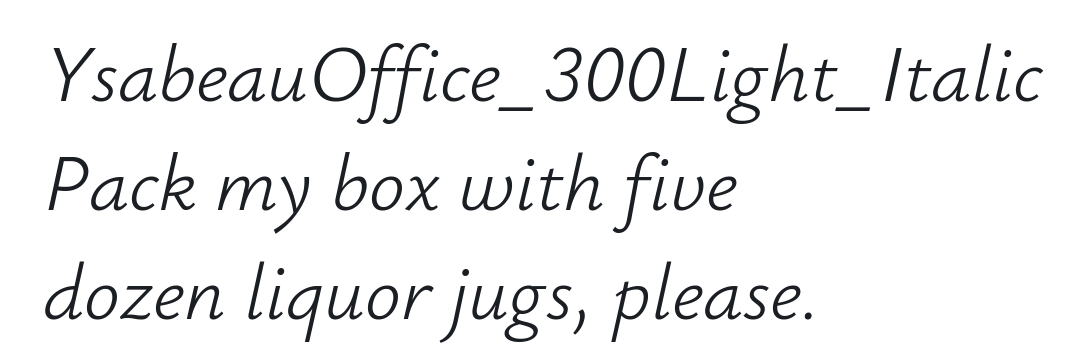 YsabeauOffice_300Light_Italic
Pack my box with five
dozen liquor jugs, please.